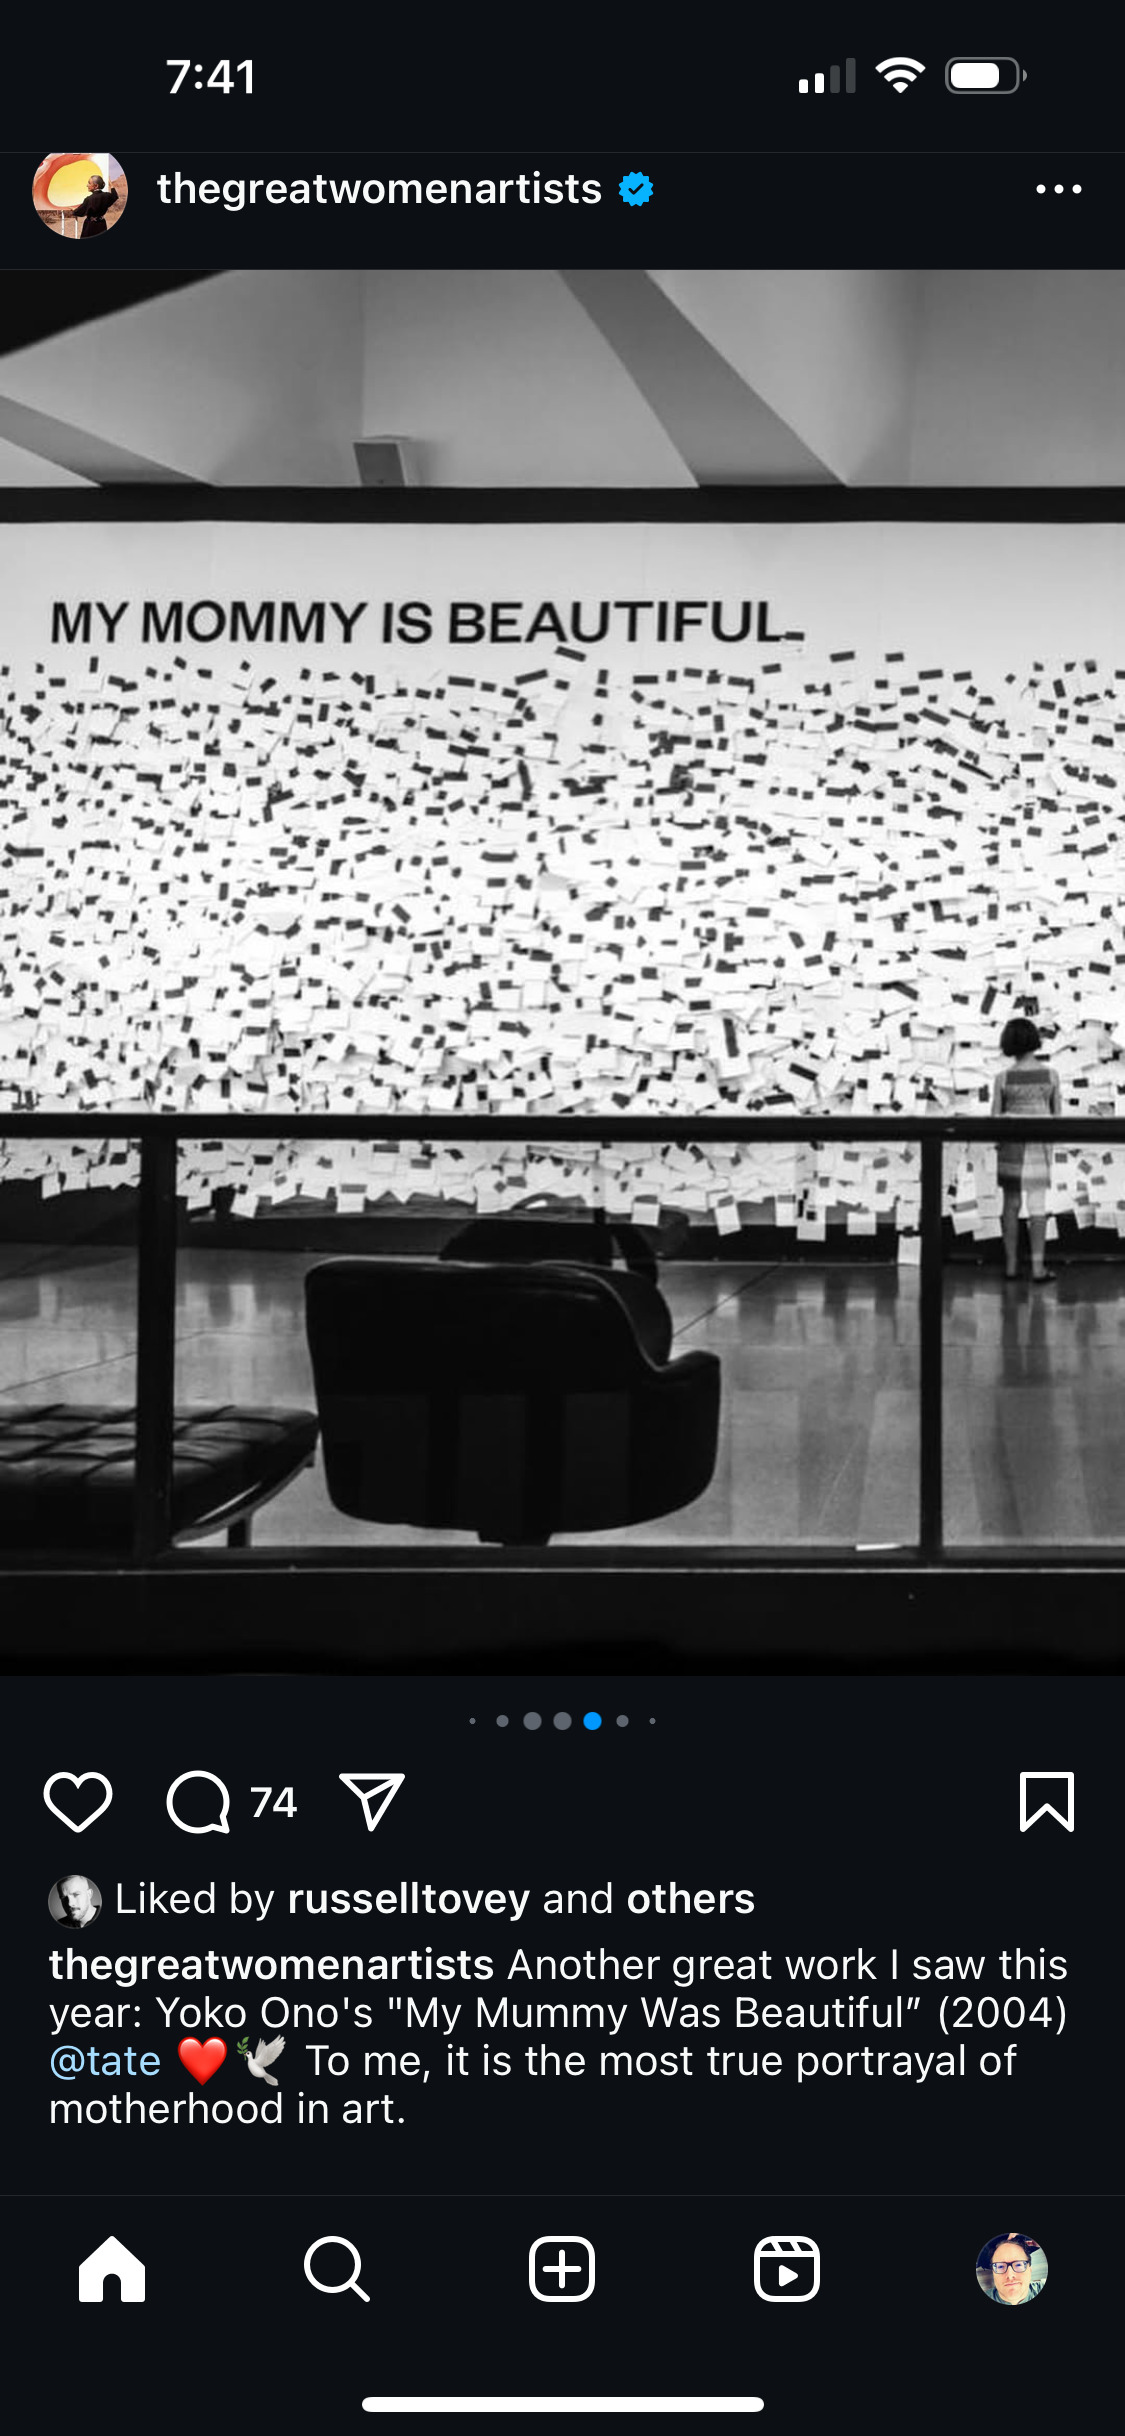 7:41
thegreatwomenartists
MY MOMMY IS BEAUTIFUL
74
Liked by russelltovey and others
thegreatwomenartists Another great work I saw this
year: Yoko Ono's "My Mummy Was Beautiful” (2004)
@tate ❤️🕊️ To me, it is the most true portrayal of
motherhood in art.